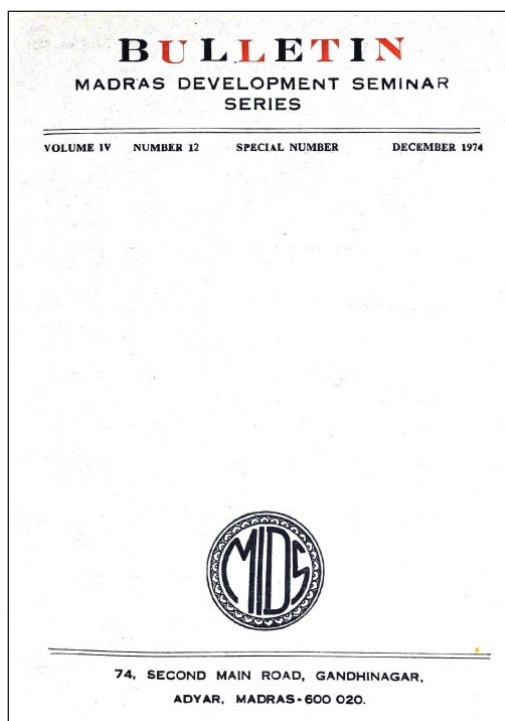 BULLETIN
MADRAS DEVELOPMENT SEMINAR
SERIES
VOLUME IV NUMBER 12 SPECIAL NUMBER DECEMBER 1974
MIDS
74, SECOND MAIN ROAD, GANDHINAGAR,
ADYAR, MADRAS-600 020.